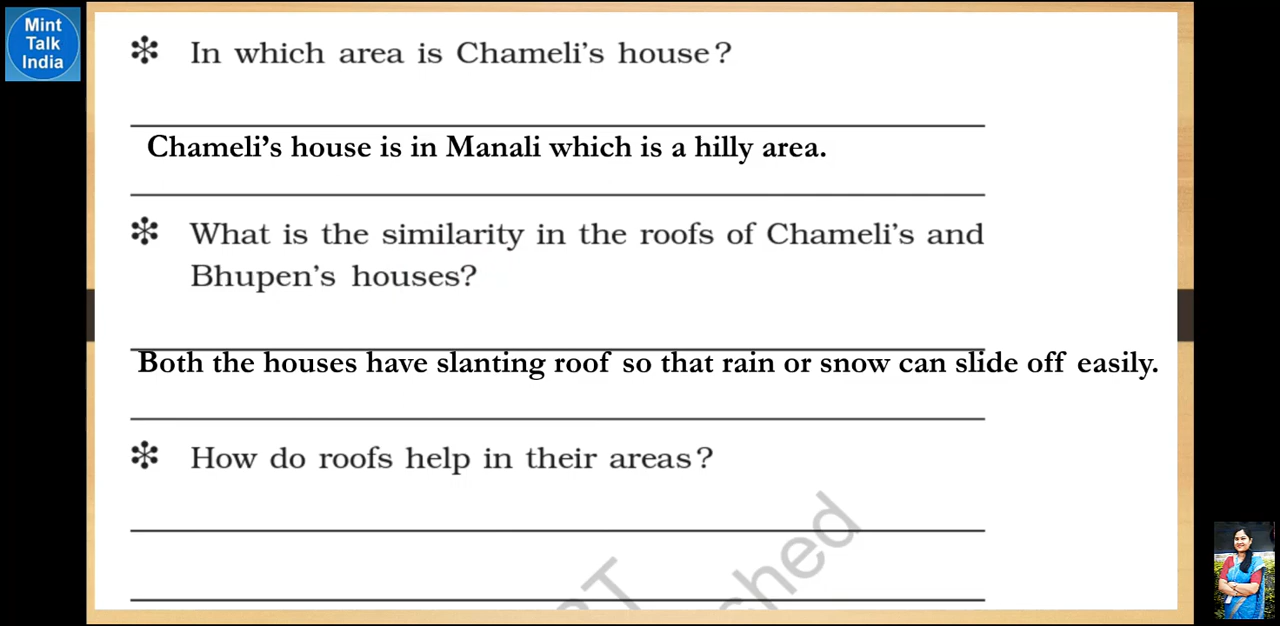 Mint
Talk
India
In which area is Chameli's house?
Chameli's house is in Manali which is a hilly area.
What is the similarity in the roofs of Chameli's and
Bhupen's houses?
Both the houses have slanting roof so that rain or snow can slide off easily.
How do roofs help in their areas?